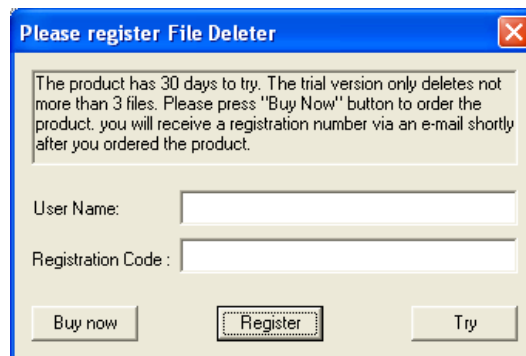 Please register File Deleter
The product has 30 days to try. The trial version only deletes not
more than 3 files. Please press "Buy Now" button to order the
product. you will receive a registration number via an e-mail shortly
after you ordered the product.
User Name:
Registration Code :
Buy now Register Try